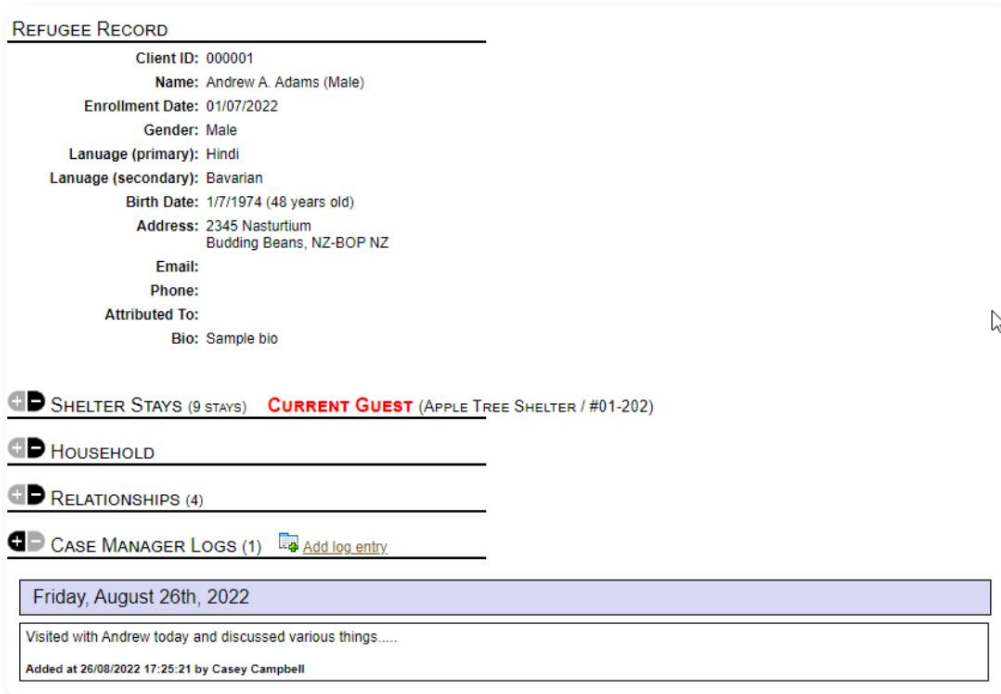 REFUGEE RECORD
Client ID: 000001
Name: Andrew A. Adams (Male)
Enrollment Date: 01/07/2022
Gender: Male
Lanuage (primary): Hindi
Lanuage (secondary): Bavarian
Birth Date: 1/7/1974 (48 years old)
Address: 2345 Nasturtium
Budding Beans, NZ-BOP NZ
Email:
Phone:
Attributed To:
Bio: Sample bio
SHELTER STAYS (9 STAYS) CURRENT GUEST (APPLE TREE SHELTER / #01-202)
HOUSEHOLD
RELATIONSHIPS (4)
CASE MANAGER LOGS (1) Add log entry
Friday, August 26th, 2022
Visited with Andrew today and discussed various things.....
Added at 26/08/2022 17:25:21 by Casey Campbell